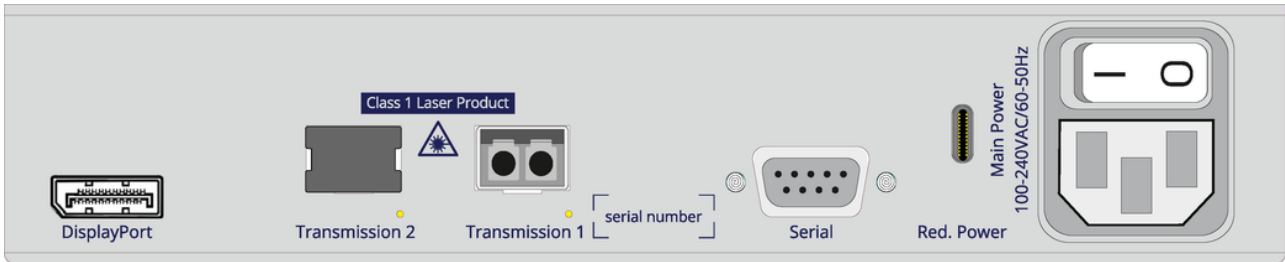 Class 1 Laser Product
DisplayPort
Transmission 2
Transmission 1
serial number
Serial
Red. Power
Main Power
100-240VAC/60-50Hz